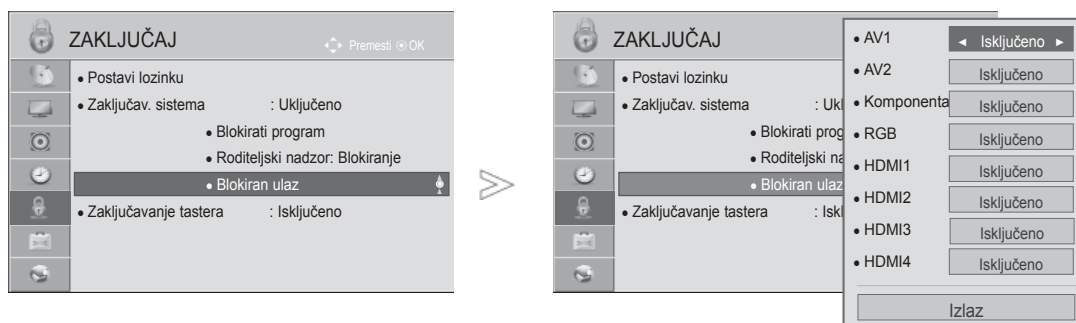 ZAKLJUČAJ
Premesti OK
• Postavi lozinku
• Zaključav. sistema : Uključeno
• Blokirati program
• Roditeljski nadzor: Blokiranje
• Blokiran ulaz
• Zaključavanje tastera : Isključeno
ZAKLJUČAJ
• Postavi lozinku
• Zaključav. sistema : Ukl
• Blokirati prog
• Roditeljski na
• Blokiran ulaz
• Zaključavanje tastera : Iskl
• AV1 ◄ Isključeno ►
• AV2 Isključeno
• Komponenta Isključeno
• RGB Isključeno
• HDMI1 Isključeno
• HDMI2 Isključeno
• HDMI3 Isključeno
• HDMI4 Isključeno
Izlaz